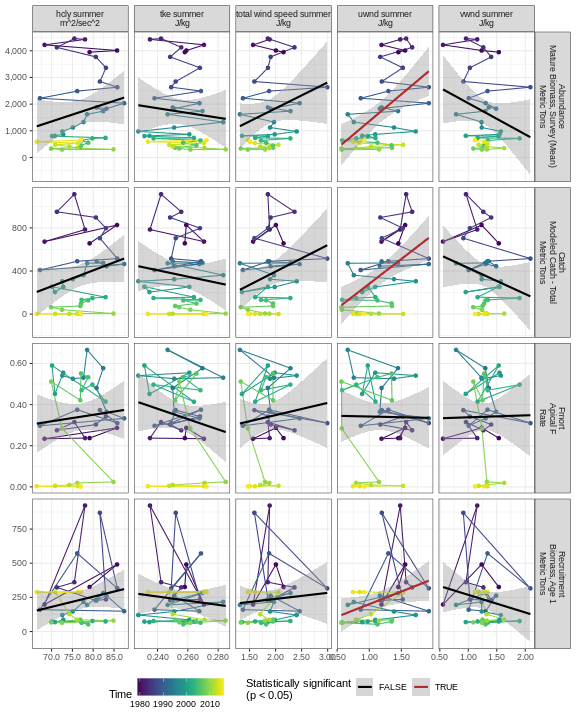 hdly summer
m^2/sec^2
tke summer
J/kg
total wind speed summer
J/kg
uwnd summer
J/kg
vwnd summer
J/kg
4,000
3,000
2,000
1,000
0
Abundance
Mature Biomass, Survey (Mean)
Metric Tons
800
400
0
Catch
Modeled Catch - Total
Metric Tons
0.60
0.40
0.20
0.00
Fmort
Apical F
Rate
750
500
250
0
Recruitment
Biomass, Age 1
Metric Tons
70.0 75.0 80.0 85.0
0.240 0.260 0.280
1.50 2.00 2.50 3.00
0.50 1.00 1.50
0.50 1.00 1.50 2.00
Time
1980 1990 2000 2010
Statistically significant
(p < 0.05)
FALSE
TRUE